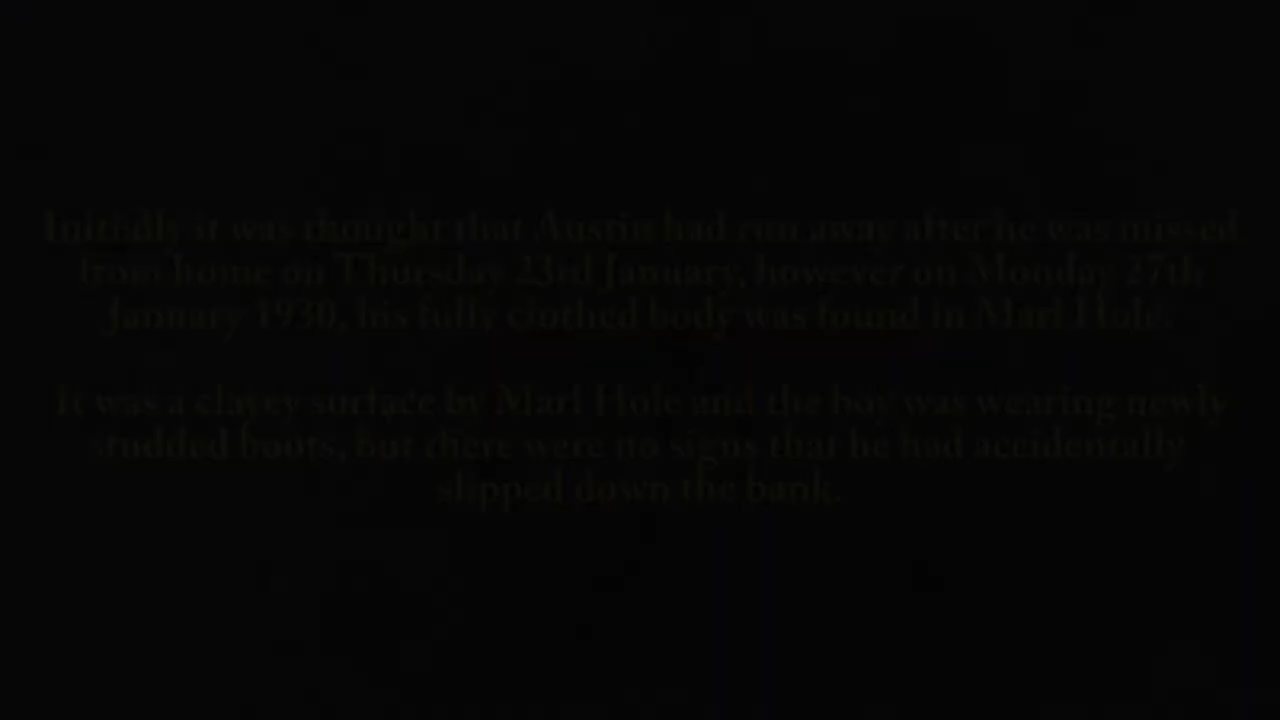 Initially it was thought that Austin had run away after he was missed
from home on Thursday 23rd January, however on Monday 27th
January 1930, his fully clothed body was found in Marl Hole.
It was a clayey surface by Marl Hole and the boy was wearing newly
studded boots, but there were no signs that he had accidentally
slipped down the bank.